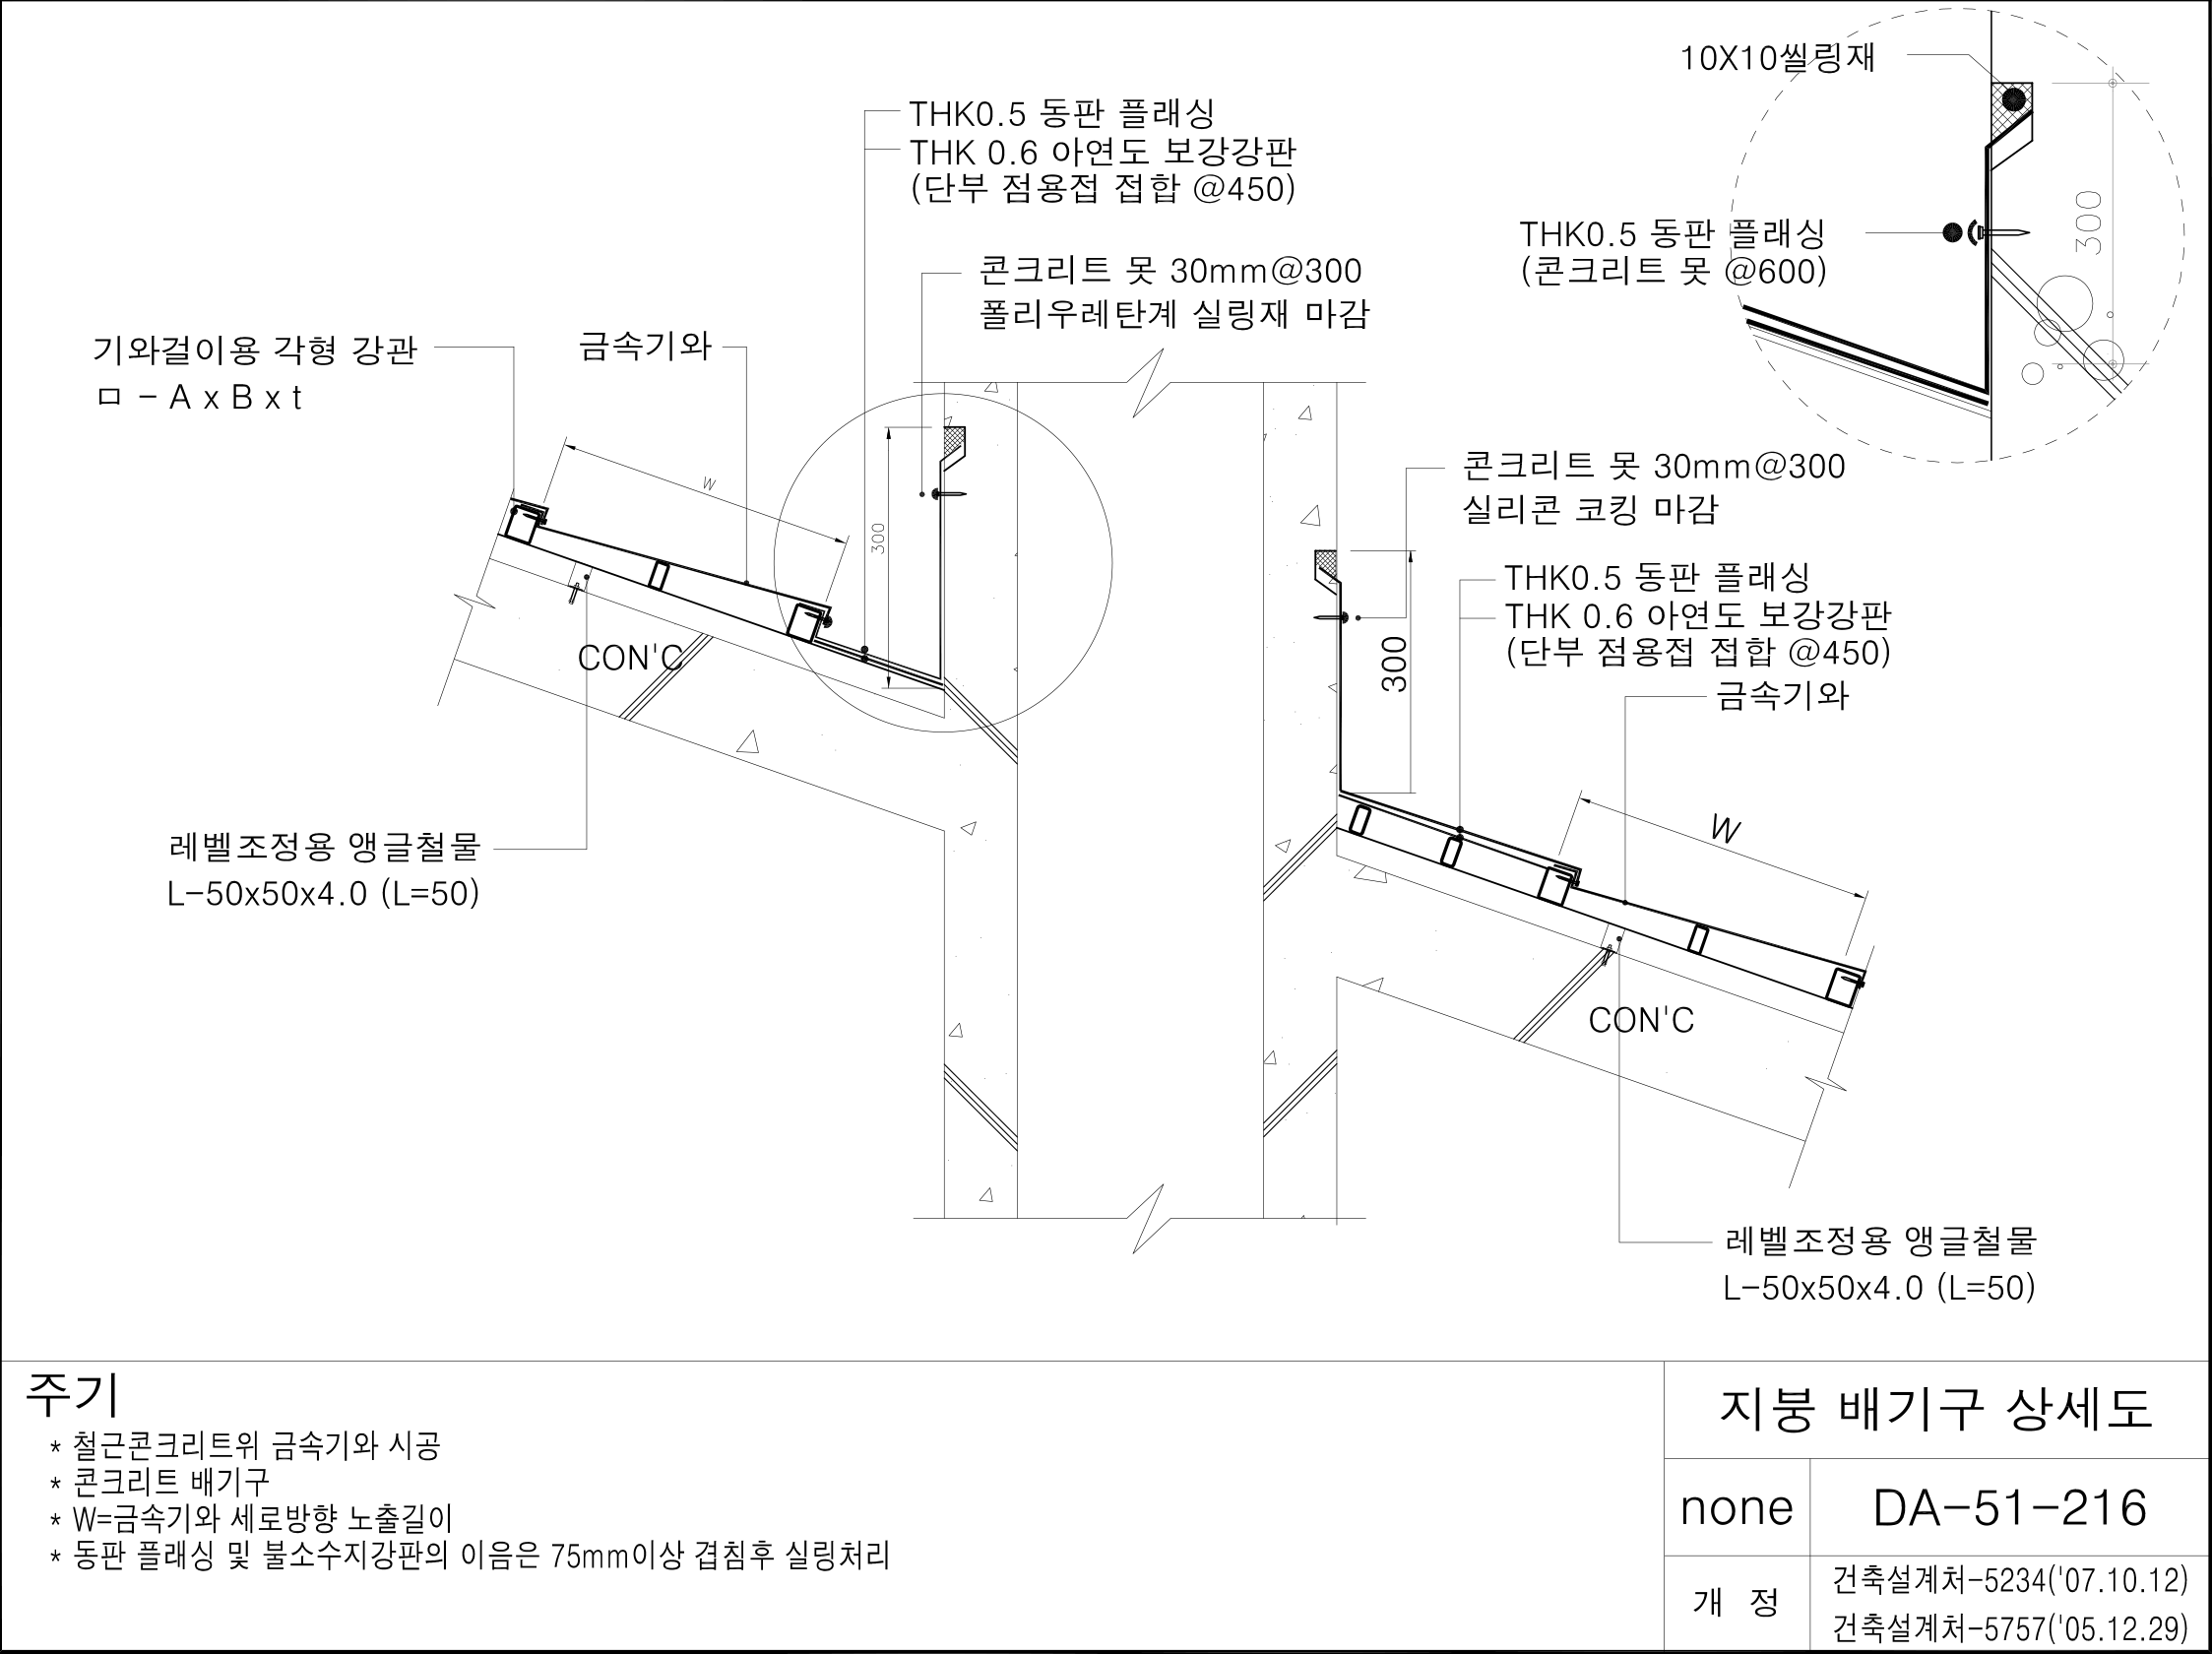 10X10씰링재
THK0.5 동판 플래싱
THK 0.6 아연도 보강강판
(단부 점용접 접합 @450)
THK0.5 동판 플래싱
(콘크리트 못 @600)
300
콘크리트 못 30mm@300
폴리우레탄계 실링재 마감
기와걸이용 각형 강관
ㅁ - A x B x t
금속기와
W
300
콘크리트 못 30mm@300
실리콘 코킹 마감
THK0.5 동판 플래싱
THK 0.6 아연도 보강강판
(단부 점용접 접합 @450)
300
금속기와
CON'C
W
레벨조정용 앵글철물
L-50x50x4.0 (L=50)
CON'C
레벨조정용 앵글철물
L-50x50x4.0 (L=50)
주기
* 철근콘크리트위 금속기와 시공
* 콘크리트 배기구
* W=금속기와 세로방향 노출길이
* 동판 플래싱 및 불소수지강판의 이음은 75mm이상 겹침후 실링처리
지붕 배기구 상세도
none
DA-51-216
개 정
건축설계처-5234('07.10.12)
건축설계처-5757('05.12.29)